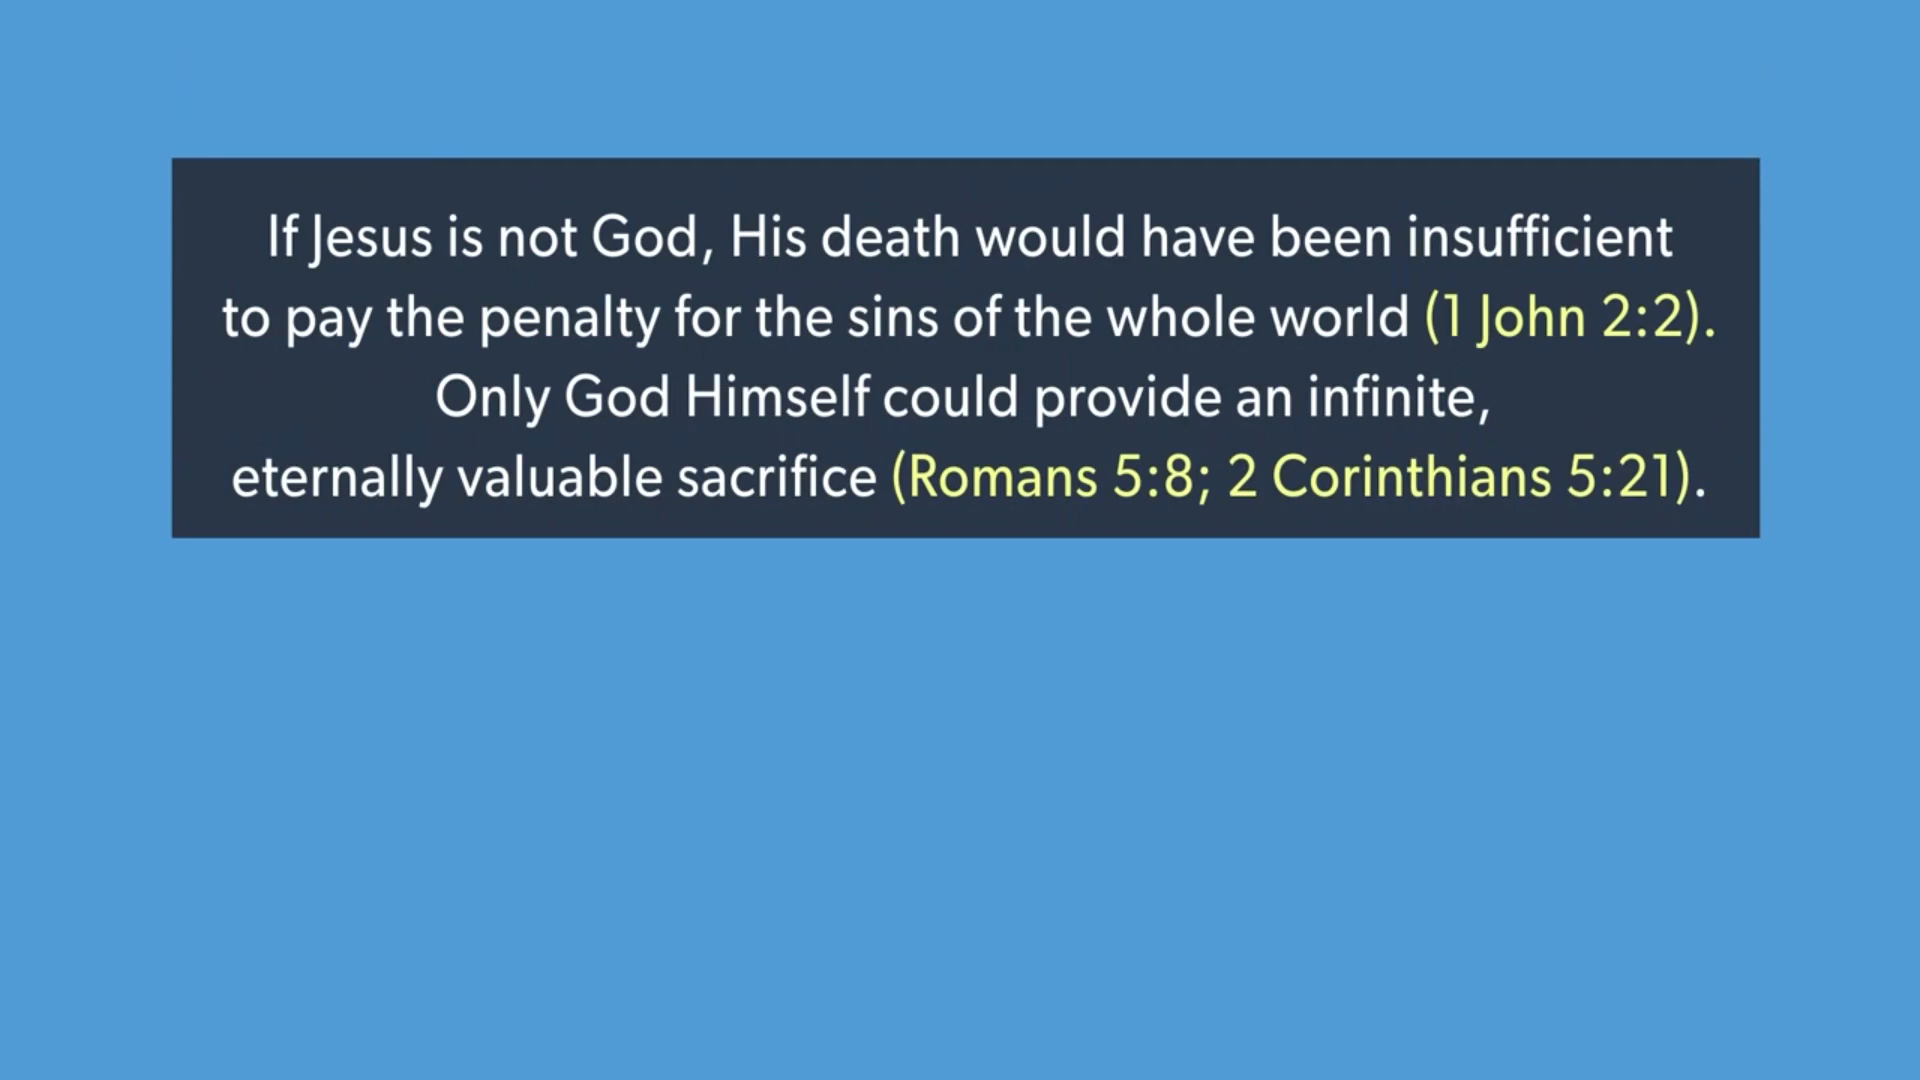 If Jesus is not God, His death would have been insufficient
to pay the penalty for the sins of the whole world (1 John 2:2).
Only God Himself could provide an infinite,
eternally valuable sacrifice (Romans 5:8; 2 Corinthians 5:21).